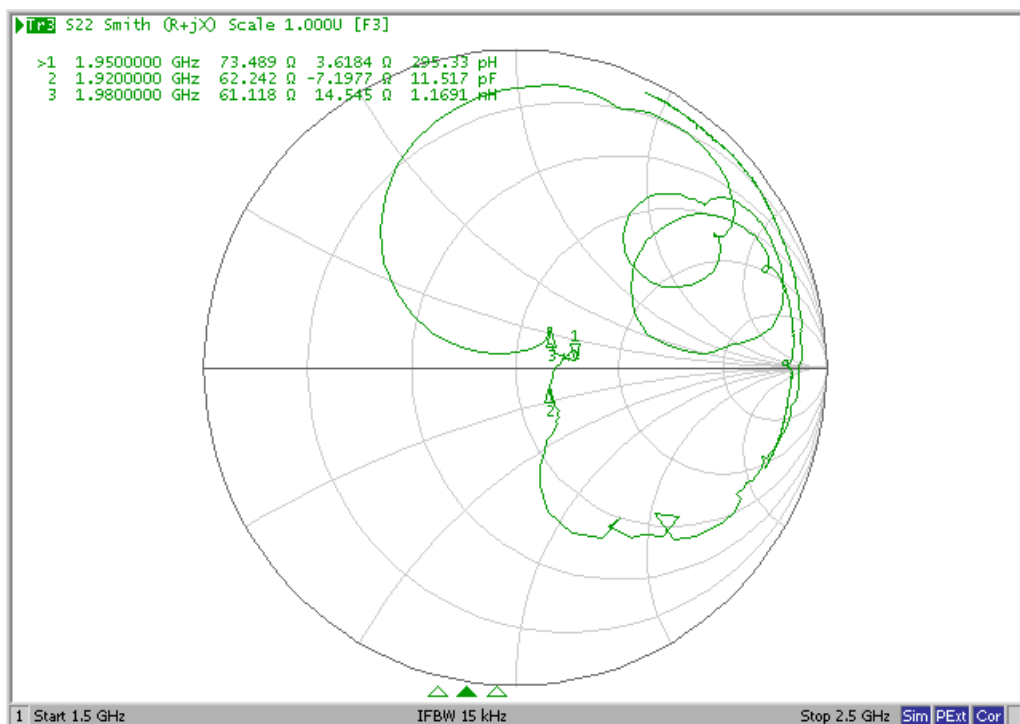 Tr3 S22 Smith (R+jX) Scale 1.000U [F3]
>1 1.9500000 GHz 73.489 Ω 3.6184 Ω 295.33 pH
2 1.9200000 GHz 62.242 Ω -7.1977 Ω 11.517 pF
3 1.9800000 GHz 61.118 Ω 14.545 Ω 1.1691 nH
1
3
2
1 Start 1.5 GHz IFBW 15 kHz Stop 2.5 GHz Sim PExt Cor